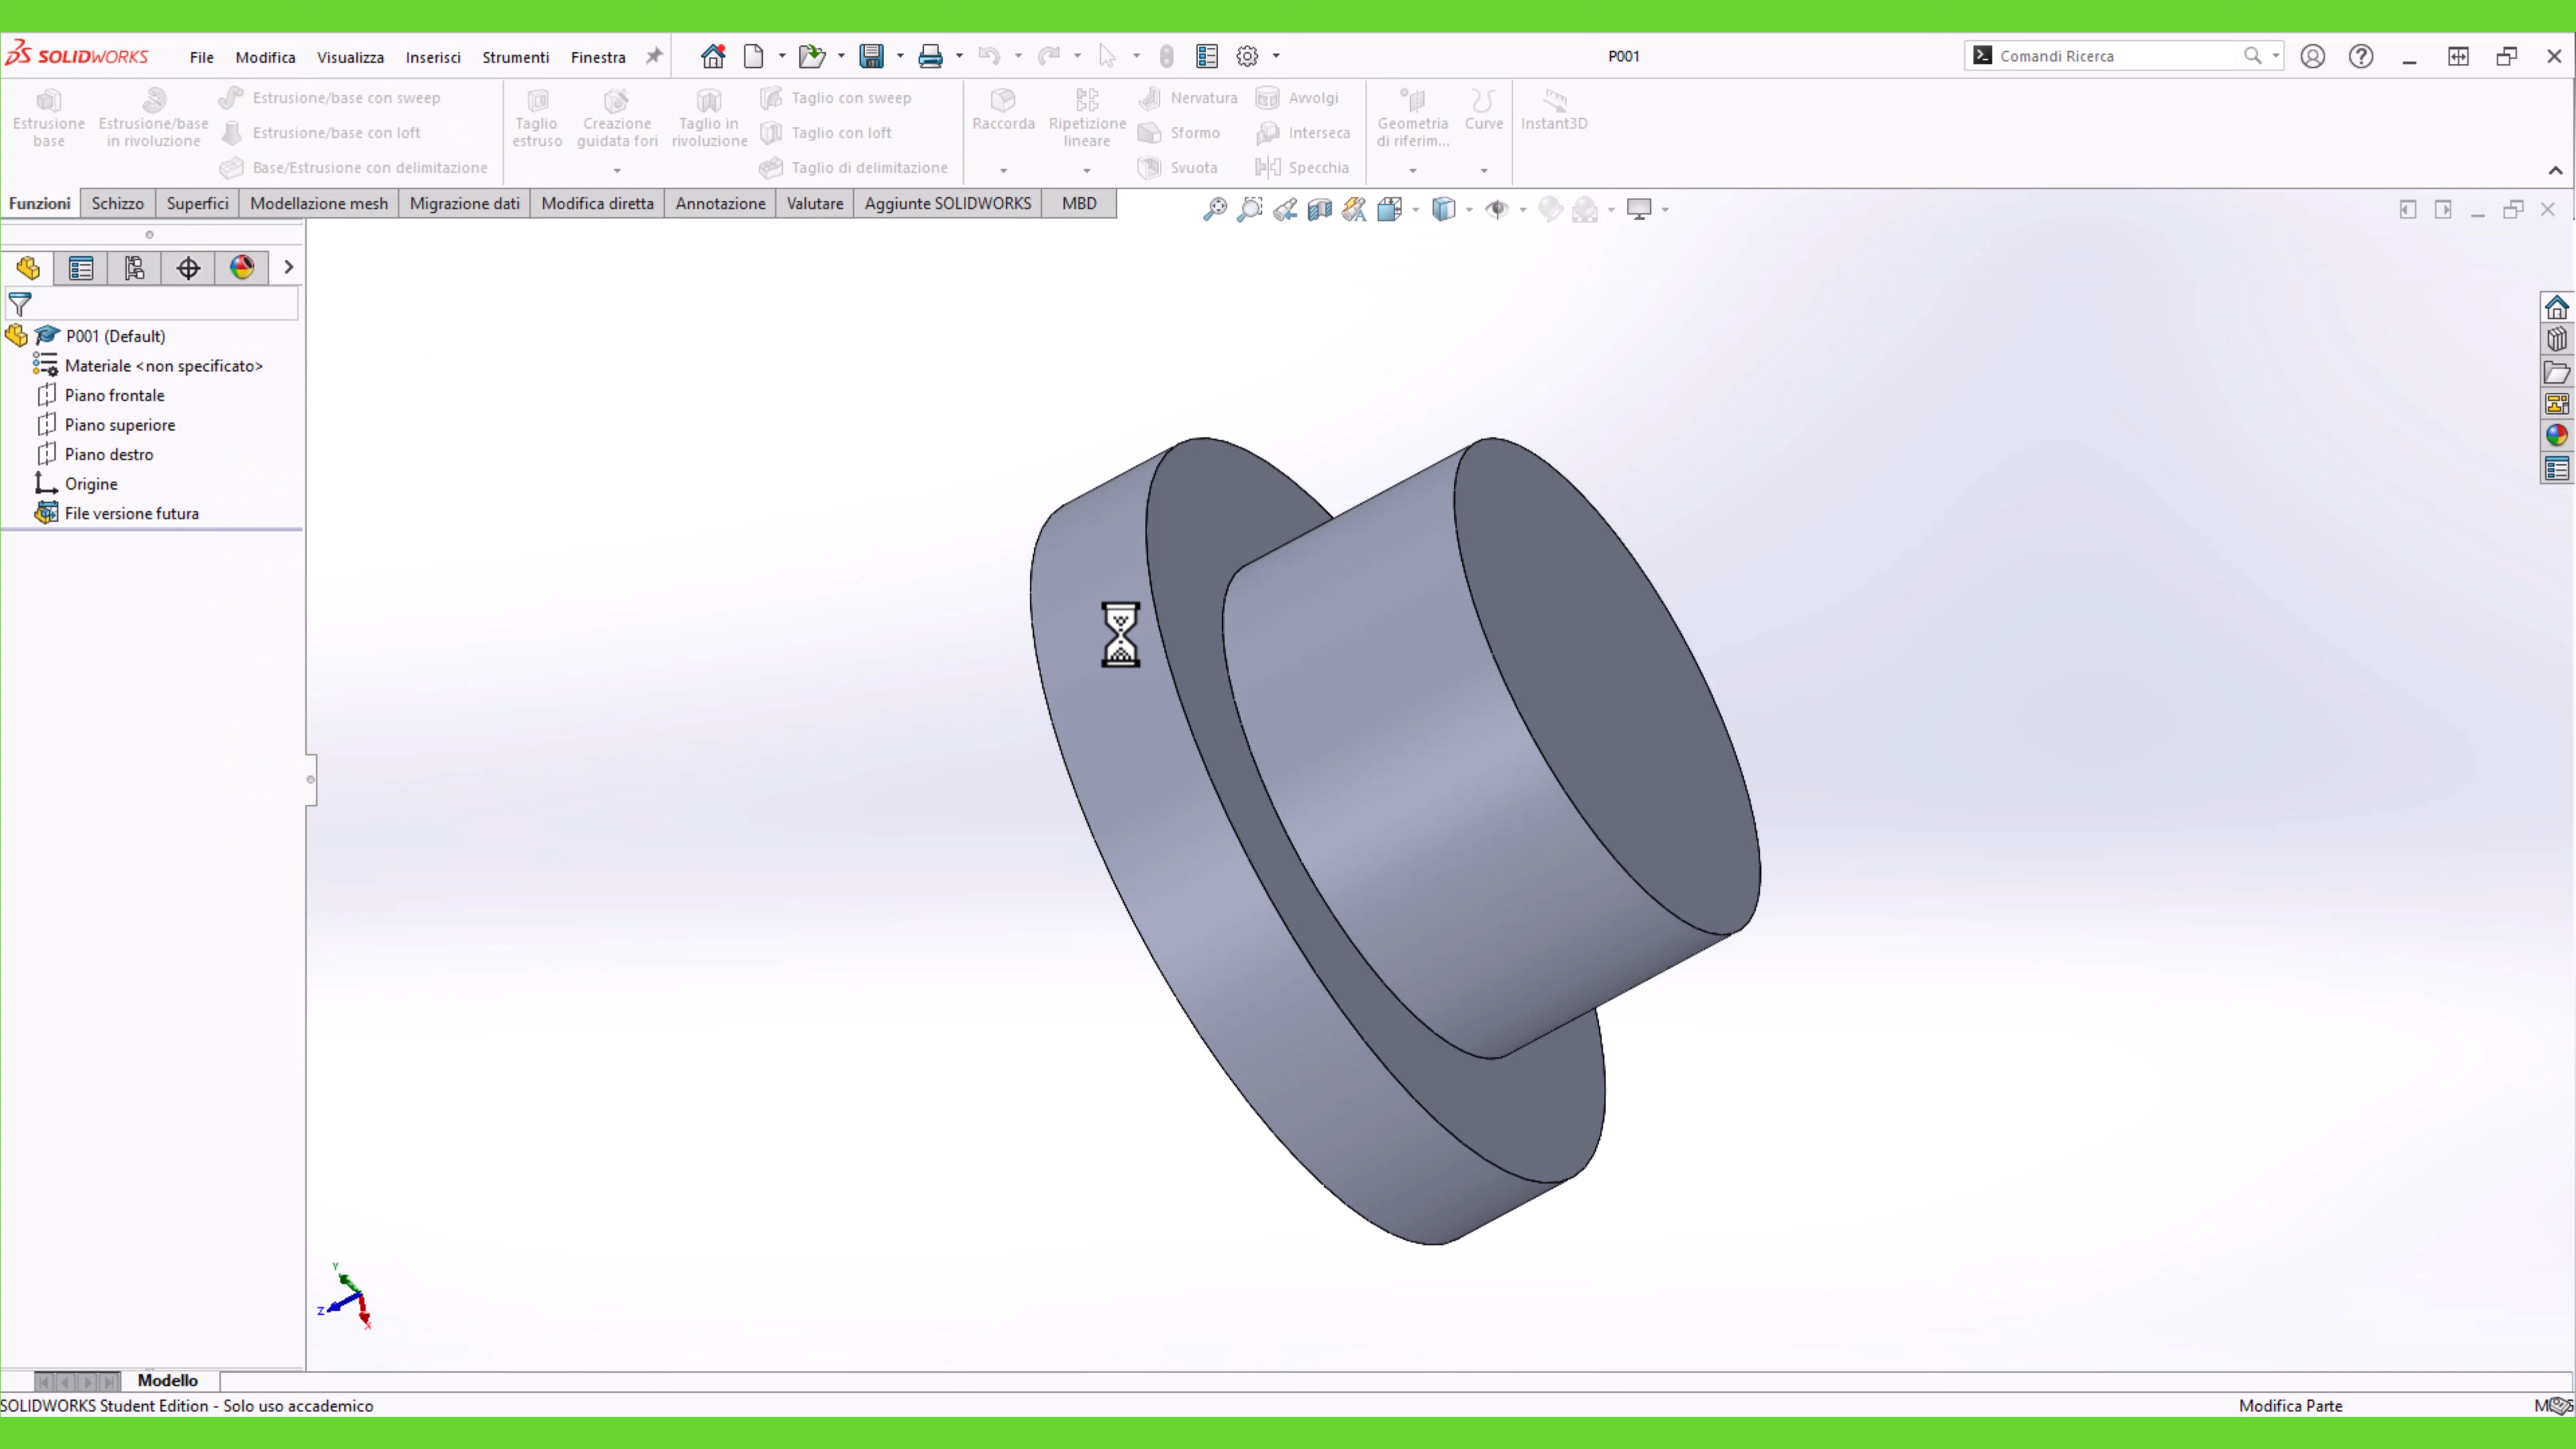 SOLIDWORKS File Modifica Visualizza Inserisci Strumenti Finestra P001 Comandi Ricerca
Estrusione base
Estrusione/base in rivoluzione
Estrusione/base con sweep
Estrusione/base con loft
Base/Estrusione con delimitazione
Taglio estruso
Creazione guidata fori
Taglio in rivoluzione
Taglio con sweep
Taglio con loft
Taglio di delimitazione
Raccorda
Ripetizione lineare
Nervatura
Sformo
Svuota
Avvolgi
Interseca
Specchia
Geometria di riferim...
Curve
Instant3D
Funzioni Schizzo Superfici Modellazione mesh Migrazione dati Modifica diretta Annotazione Valutare Aggiunte SOLIDWORKS MBD
P001 (Default)
Materiale <non specificato>
Piano frontale
Piano superiore
Piano destro
Origine
File versione futura
Y
Z
X
Modello
SOLIDWORKS Student Edition - Solo uso accademico Modifica Parte